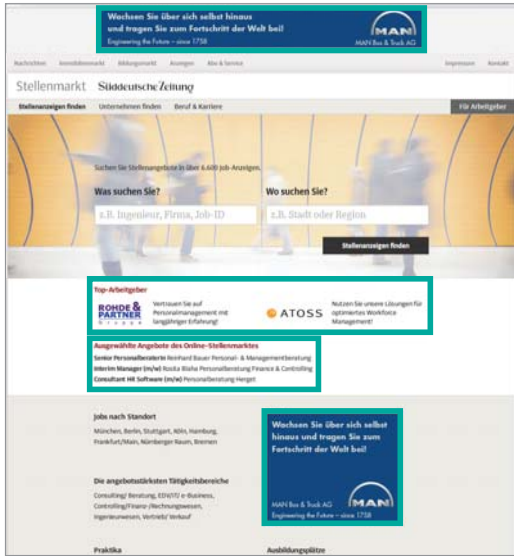 Wachsen Sie über sich selbst hinaus
und tragen Sie zum Fortschritt der Welt bei!
Engineering the Future – since 1758
MAN
MAN Bus & Truck AG
Nachrichten Immobilienmarkt Bildungsmarkt Anzeigen Abo & Service Impressum Kontakt
Stellenmarkt Süddeutsche Zeitung
Stellenanzeigen finden Unternehmen finden Beruf & Karriere Für Arbeitgeber
Suchen Sie Stellenangebote in über 6.600 Job-Anzeigen.
Was suchen Sie? Wo suchen Sie?
z.B. Ingenieur, Firma, Job-ID z.B. Stadt oder Region
Stellenanzeigen finden
Top-Arbeitgeber
ROHDE &
PARTNER
Gruppe
Vertrauen Sie auf
Personalmanagement mit
langjähriger Erfahrung!
ATOSS
Nutzen Sie unsere Lösungen für
optimiertes Workforce
Management!
Ausgewählte Angebote des Online-Stellenmarktes
Senior PersonalberaterIn Reinhard Bauer Personal- & Managementberatung
Interim Manager (m/w) Rosita Blaha Personalberatung Finance & Controlling
Consultant HR Software (m/w) Personalberatung Herget
Jobs nach Standort
München, Berlin, Stuttgart, Köln, Hamburg,
Frankfurt/Main, Nürnberger Raum, Bremen
Wachsen Sie über sich selbst
hinaus und tragen Sie zum
Fortschritt der Welt bei!
MAN Bus & Truck AG
MAN
Engineering the Future – since 1758
Die angebotsstärksten Tätigkeitsbereiche
Consulting/ Beratung, EDV/IT/ e-Business,
Controlling/Finanz-/Rechnungswesen,
Ingenieurwesen, Vertrieb/ Verkauf
Praktika Ausbildungsplätze